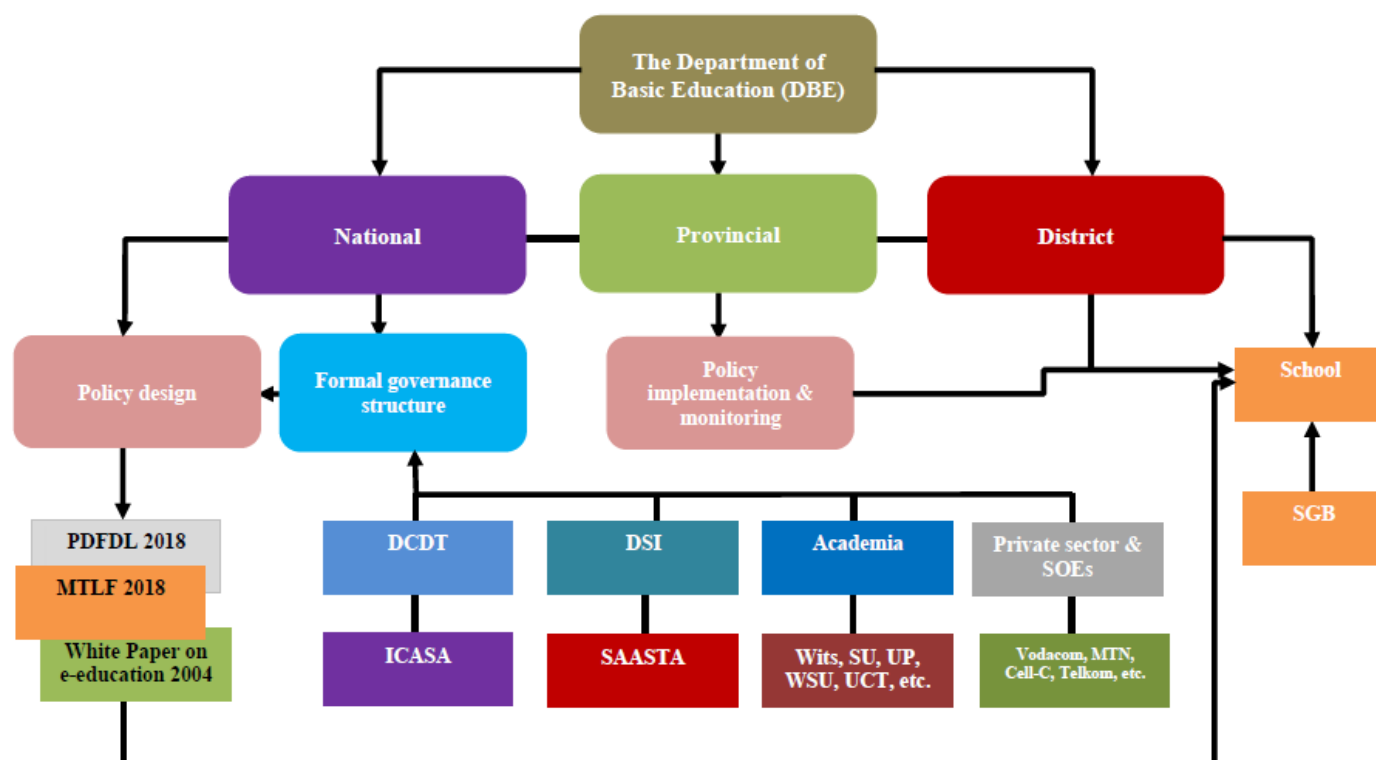 The Department of
Basic Education (DBE)
National
Provincial
District
Policy design
Formal governance
structure
Policy
implementation &
monitoring
School
SGB
PDFDL 2018
MTLF 2018
White Paper on
e-education 2004
DCDT
DSI
Academia
Private sector &
SOEs
ICASA
SAASTA
Wits, SU, UP,
WSU, UCT, etc.
Vodacom, MTN,
Cell-C, Telkom, etc.